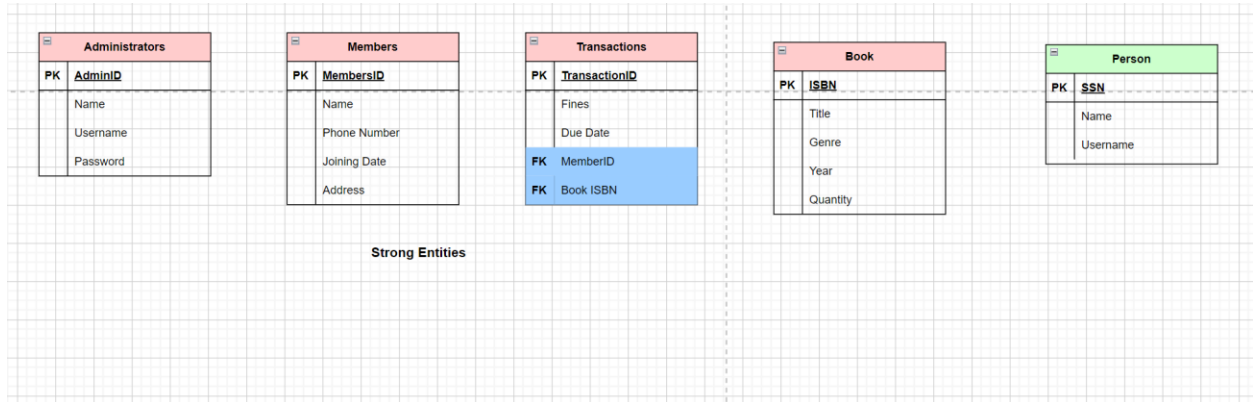 Administrators
PK AdminID
Name
Username
Password
Members
PK MembersID
Name
Phone Number
Joining Date
Address
Transactions
PK TransactionID
Fines
Due Date
FK MemberID
FK Book ISBN
Book
PK ISBN
Title
Genre
Year
Quantity
Person
PK SSN
Name
Username
Strong Entities